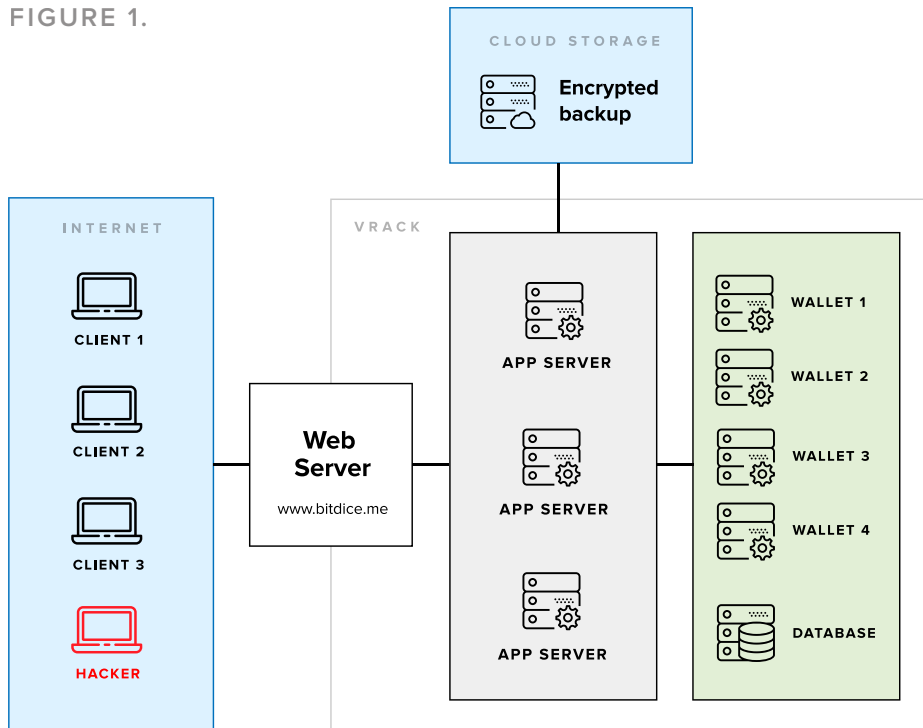 FIGURE 1.
CLOUD STORAGE
Encrypted
backup
INTERNET
CLIENT 1
CLIENT 2
CLIENT 3
HACKER
VRACK
Web
Server
www.bitdice.me
APP SERVER
APP SERVER
APP SERVER
WALLET 1
WALLET 2
WALLET 3
WALLET 4
DATABASE